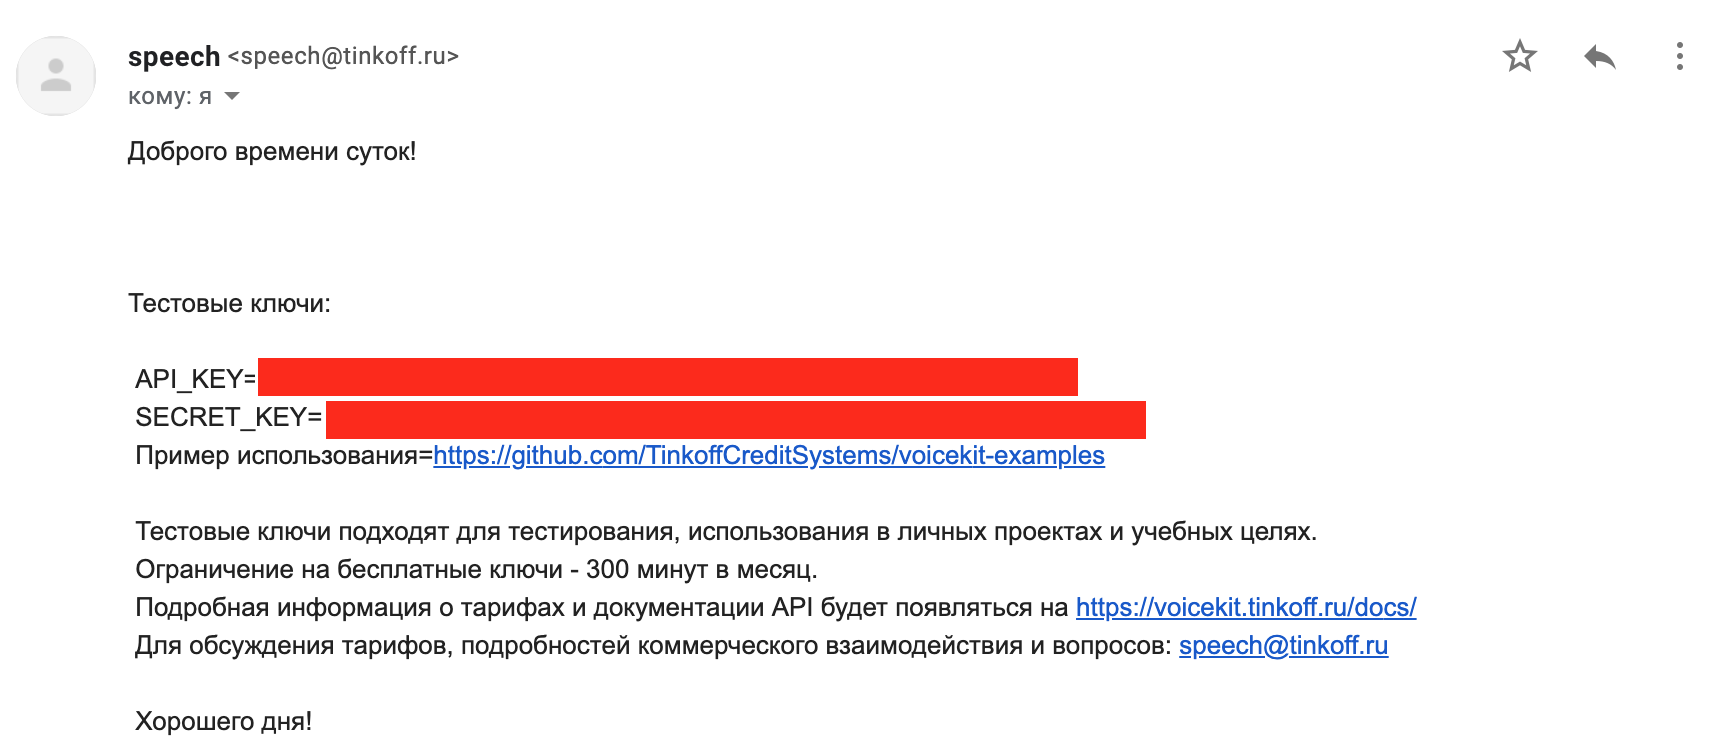 speech <speech@tinkoff.ru>
кому: я
Доброго времени суток!
Тестовые ключи:
API_KEY=
SECRET_KEY=
Пример использования=https://github.com/TinkoffCreditSystems/voicekit-examples
Тестовые ключи подходят для тестирования, использования в личных проектах и учебных целях.
Ограничение на бесплатные ключи - 300 минут в месяц.
Подробная информация о тарифах и документации API будет появляться на https://voicekit.tinkoff.ru/docs/
Для обсуждения тарифов, подробностей коммерческого взаимодействия и вопросов: speech@tinkoff.ru
Хорошего дня!